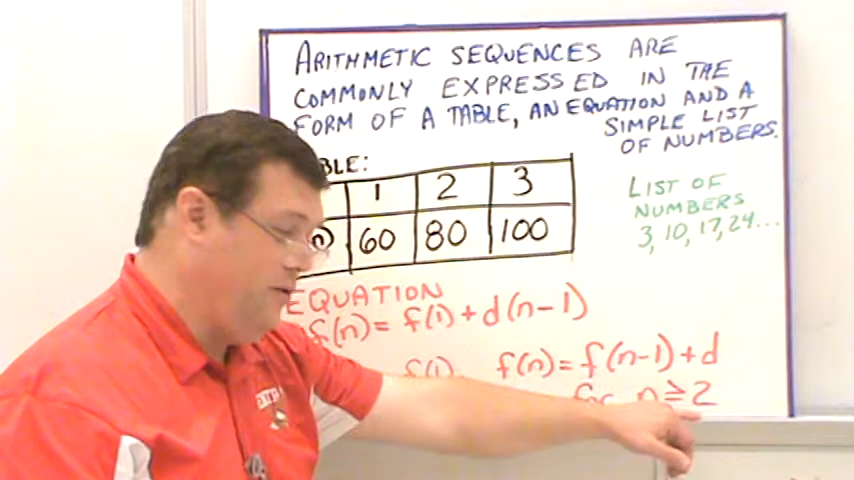 ARITHMETIC SEQUENCES ARE
COMMONLY EXPRESSED IN THE
FORM OF A TABLE, AN EQUATION AND A
SIMPLE LIST
OF NUMBERS.
BLE:
1 2 3
n) 60 80 100
LIST OF
NUMBERS
3, 10, 17, 24...
EQUATION
f(n) = f(1) + d(n-1)
f(1) f(n) = f(n-1) + d
n ≥ 2